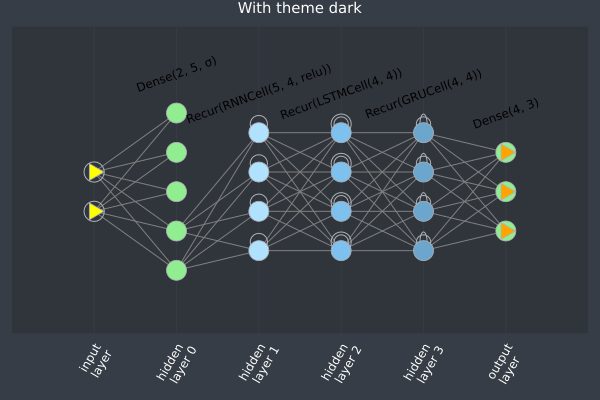 With theme dark
Dense(2, 5, σ)
Recur(RNNCell(5, 4, relu))
Recur(LSTMCell(4, 4))
Recur(GRUCell(4, 4))
Dense(4, 3)
input
layer
hidden
layer 0
hidden
layer 1
hidden
layer 2
hidden
layer 3
output
layer